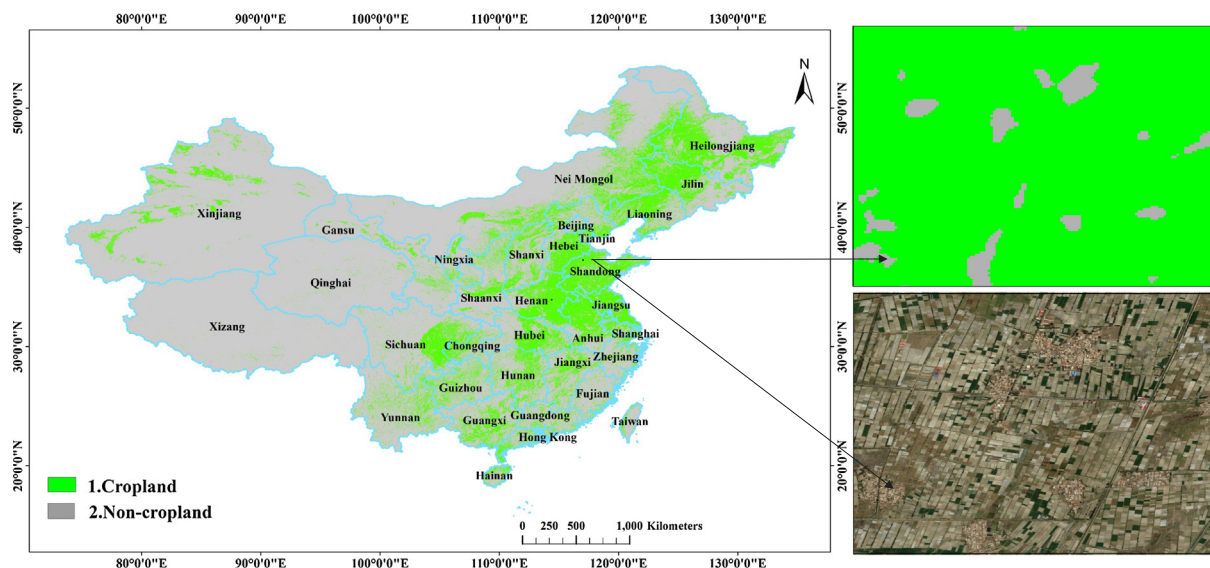 80°0'0"E 90°0'0"E 100°0'0"E 110°0'0"E 120°0'0"E 130°0'0"E
50°0'0"N
40°0'0"N
30°0'0"N
20°0'0"N
N
50°0'0"N
40°0'0"N
30°0'0"N
20°0'0"N
Heilongjiang
Nei Mongol
Jilin
Xinjiang
Liaoning
Gansu
Beijing
Tianjin
Hebei
Ningxia
Shanxi
Shandong
Qinghai
Shaanxi
Henan
Jiangsu
Xizang
Hubei
Shanghai
Anhui
Sichuan
Chongqing
Zhejiang
Jiangxi
Hunan
Guizhou
Fujian
Yunnan
Guangxi
Guangdong
Taiwan
Hong Kong
Hainan
1.Cropland
2.Non-cropland
0 250 500 1,000 Kilometers
80°0'0"E 90°0'0"E 100°0'0"E 110°0'0"E 120°0'0"E 130°0'0"E